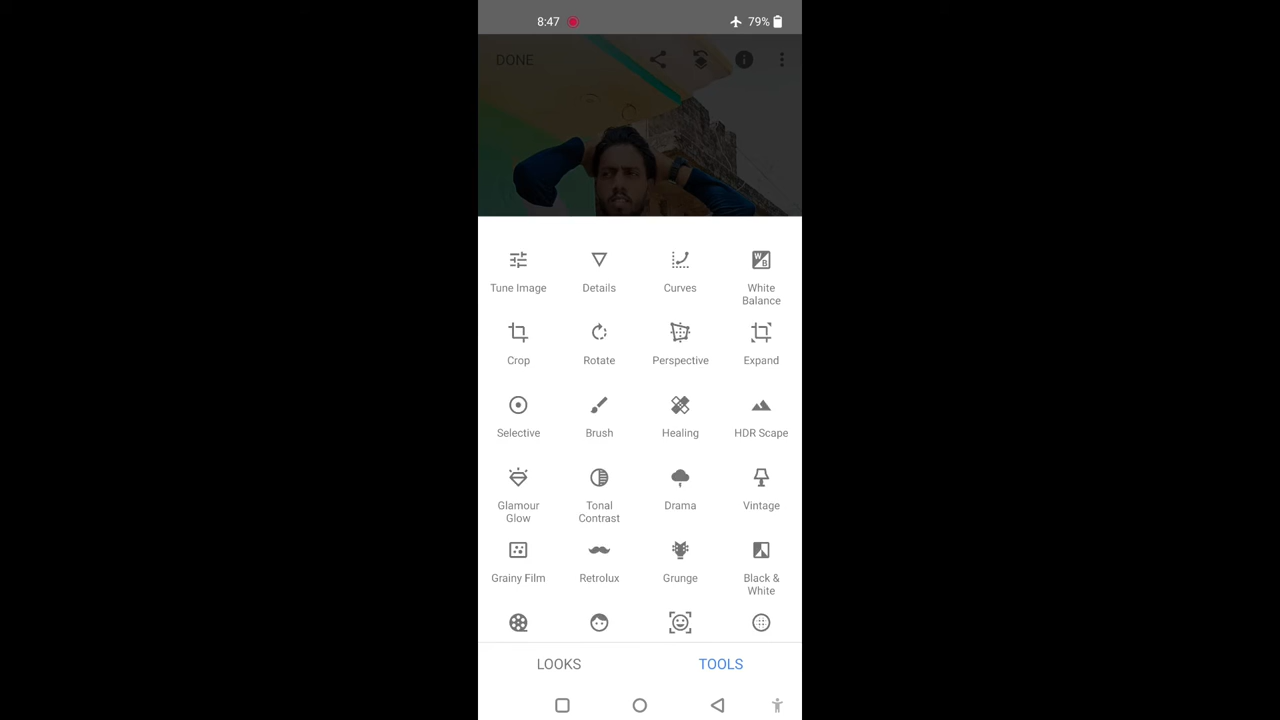 8:47
79%
DONE
Tune Image
Details
Curves
WB
White
Balance
Crop
Rotate
Perspective
Expand
Selective
Brush
Healing
HDR Scape
Glamour
Glow
Tonal
Contrast
Drama
Vintage
Grainy Film
Retrolux
Grunge
Black &
White
LOOKS
TOOLS